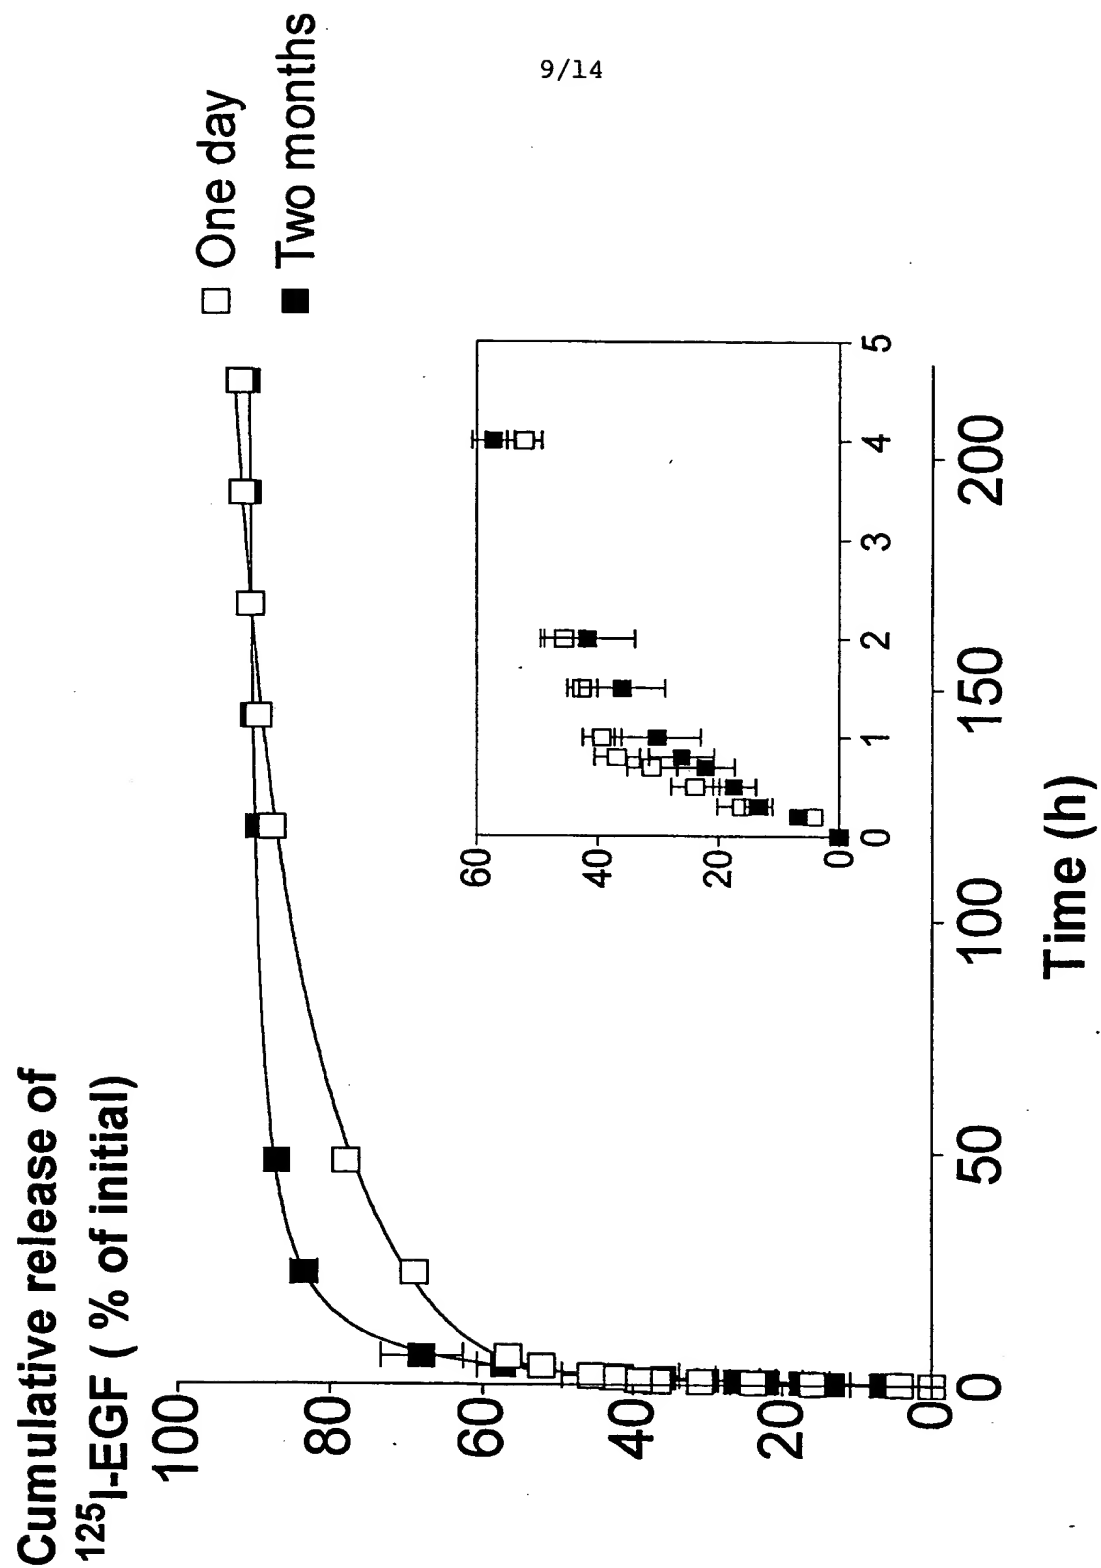 9/14
Cumulative release of
¹²⁵I-EGF ( % of initial)
□ One day
■ Two months
100
80
60
40
20
0
60
40
20
0
0 1 2 3 4 5
0 50 100 150 200
Time (h)